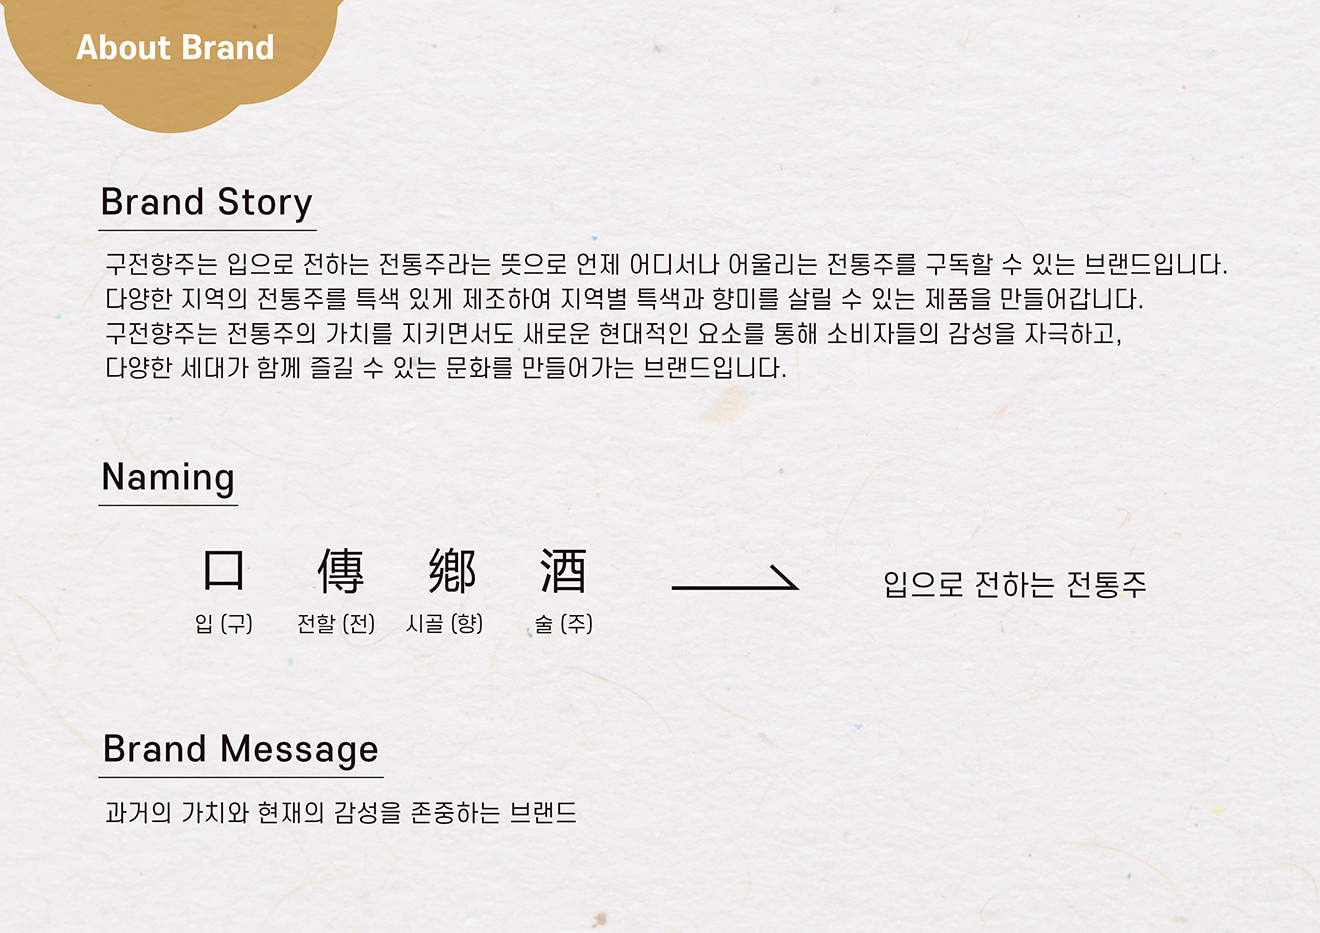 About Brand
Brand Story
구전향주는 입으로 전하는 전통주라는 뜻으로 언제 어디서나 어울리는 전통주를 구독할 수 있는 브랜드입니다.
다양한 지역의 전통주를 특색 있게 제조하여 지역별 특색과 향미를 살릴 수 있는 제품을 만들어갑니다.
구전향주는 전통주의 가치를 지키면서도 새로운 현대적인 요소를 통해 소비자들의 감성을 자극하고,
다양한 세대가 함께 즐길 수 있는 문화를 만들어가는 브랜드입니다.
Naming
口 傳 鄕 酒
입 (구) 전할 (전) 시골 (향) 술 (주)
입으로 전하는 전통주
Brand Message
과거의 가치와 현재의 감성을 존중하는 브랜드